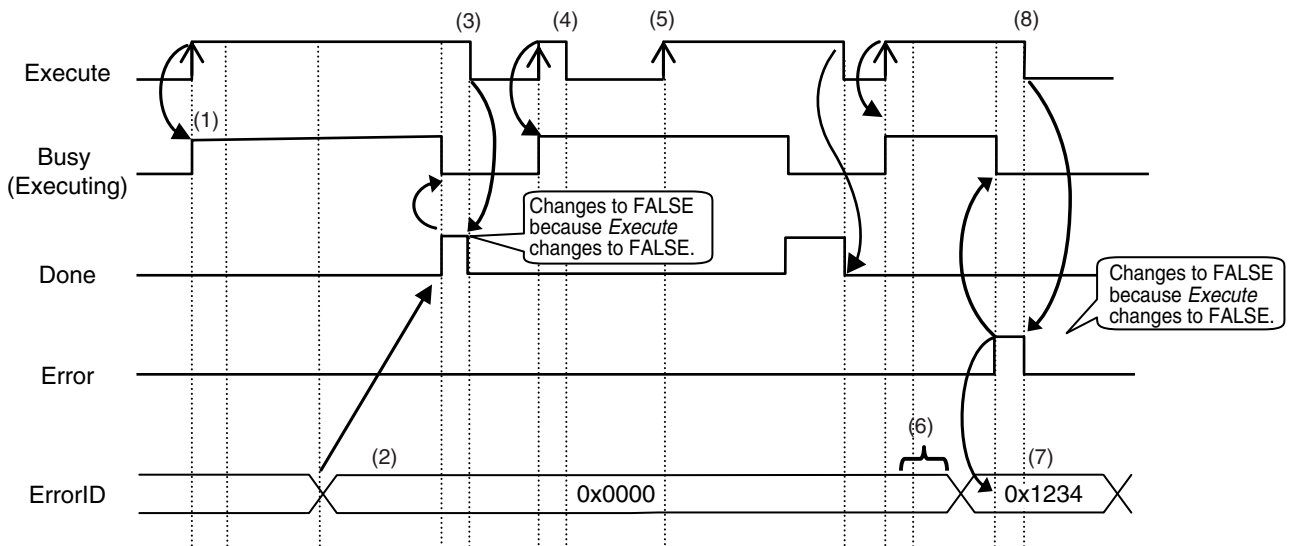 (3)
(4)
(5)
(8)
Execute
(1)
Busy
(Executing)
Changes to FALSE
because Execute
changes to FALSE.
Done
Changes to FALSE
because Execute
changes to FALSE.
Error
(6)
(2)
(7)
ErrorID
0x0000
0x1234